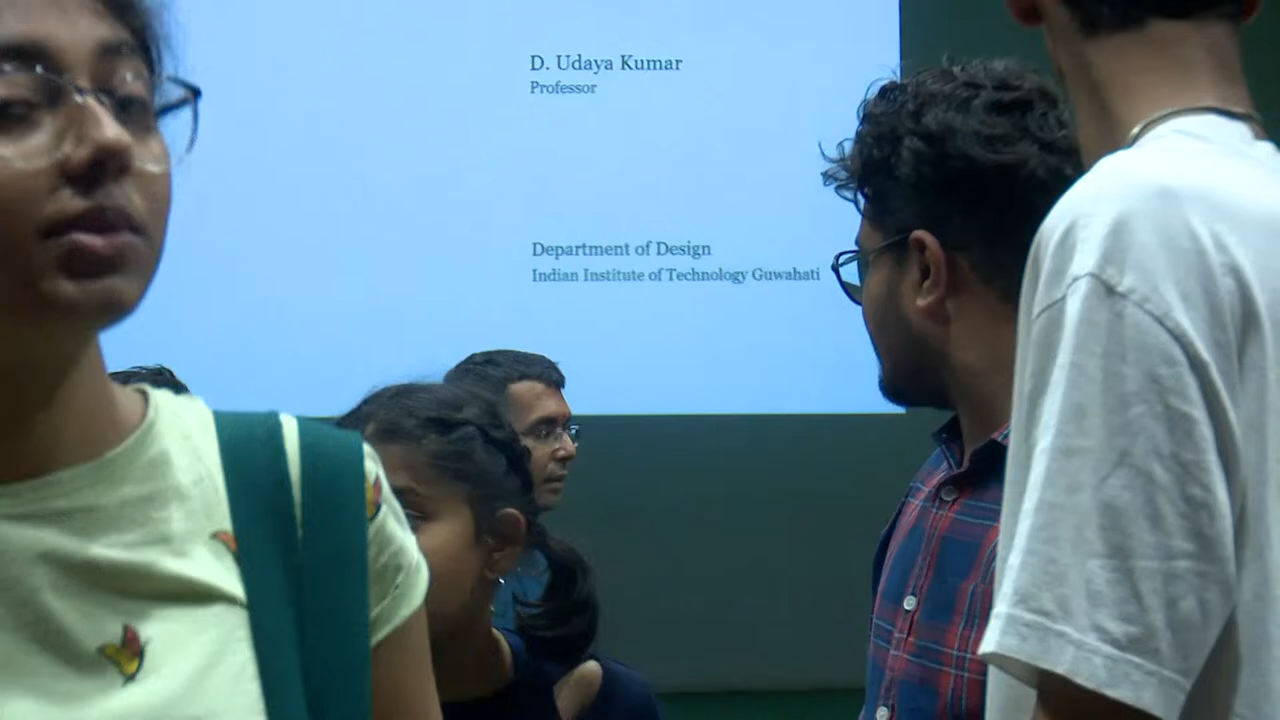 D. Udaya Kumar
Professor
Department of Design
Indian Institute of Technology Guwahati